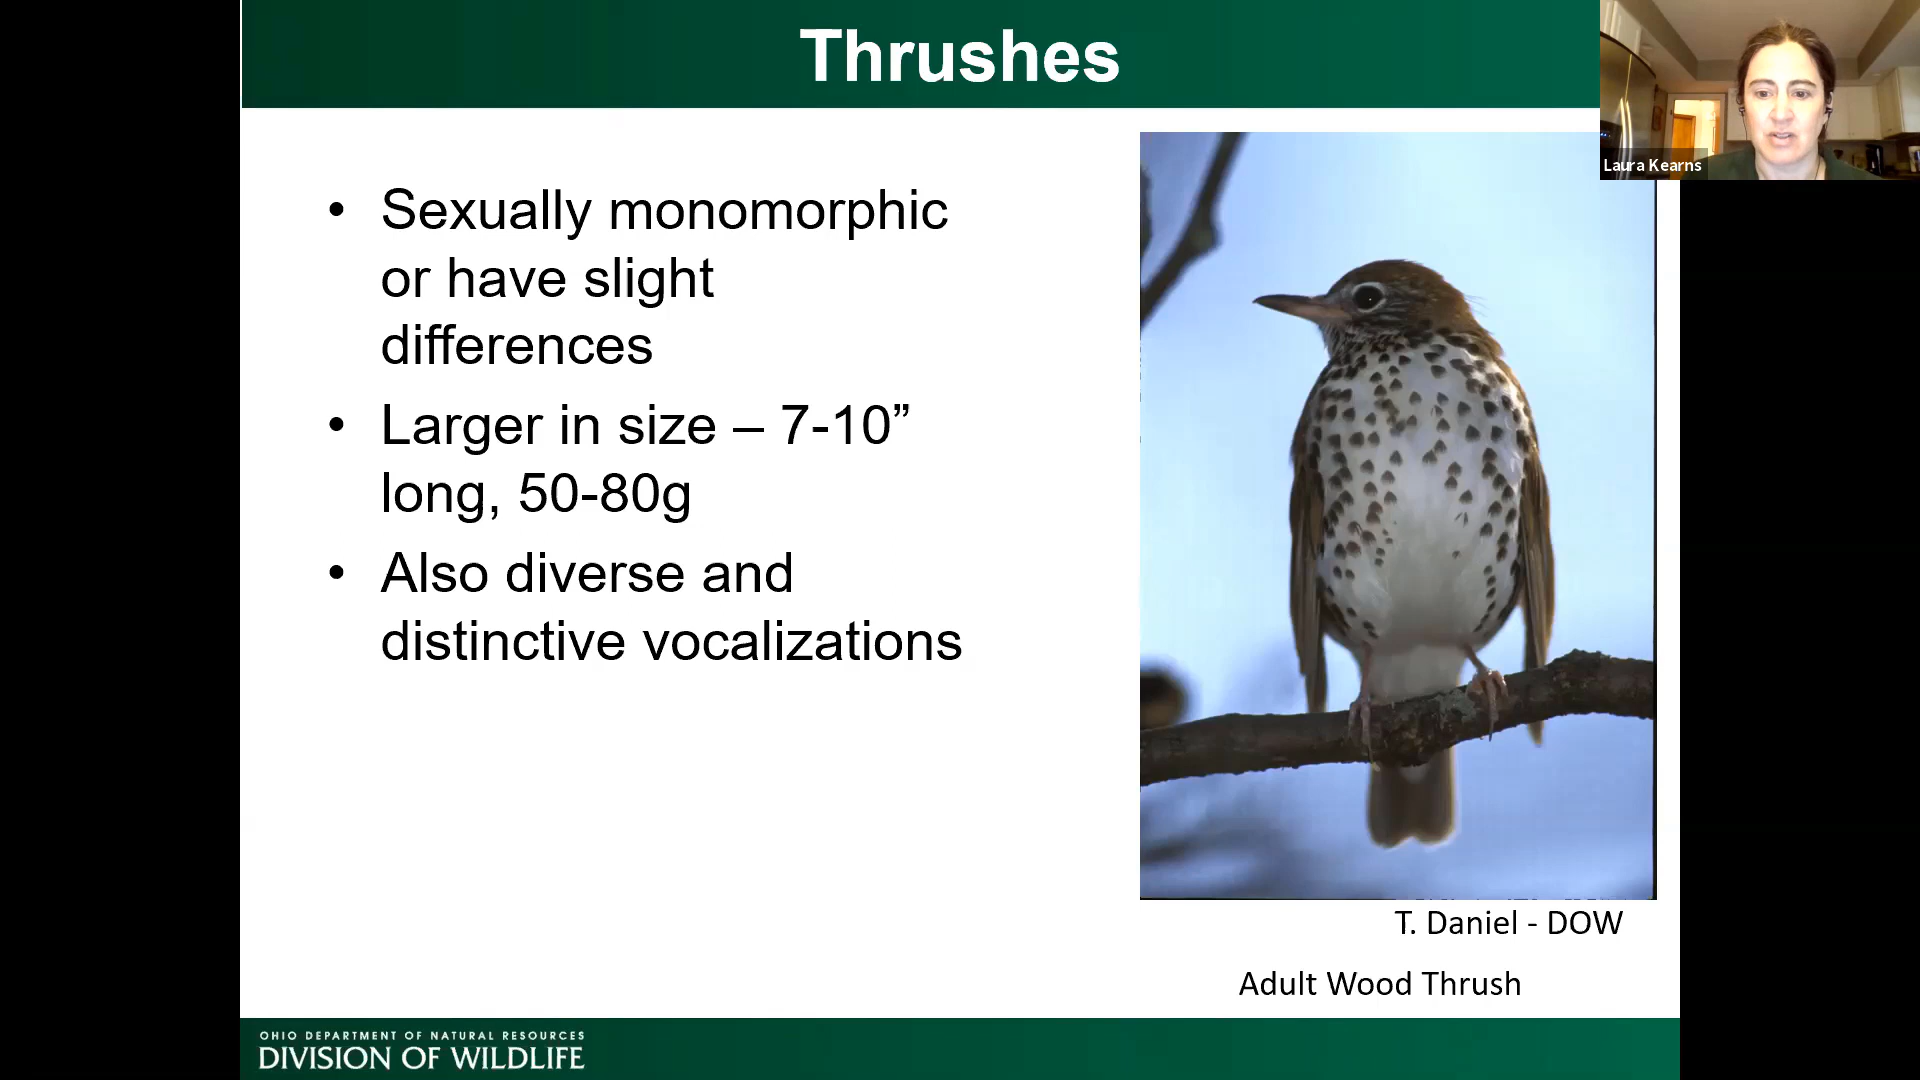 Thrushes
Laura Kearns
• Sexually monomorphic
or have slight
differences
• Larger in size – 7-10”
long, 50-80g
• Also diverse and
distinctive vocalizations
T. Daniel - DOW
Adult Wood Thrush
OHIO DEPARTMENT OF NATURAL RESOURCES
DIVISION OF WILDLIFE